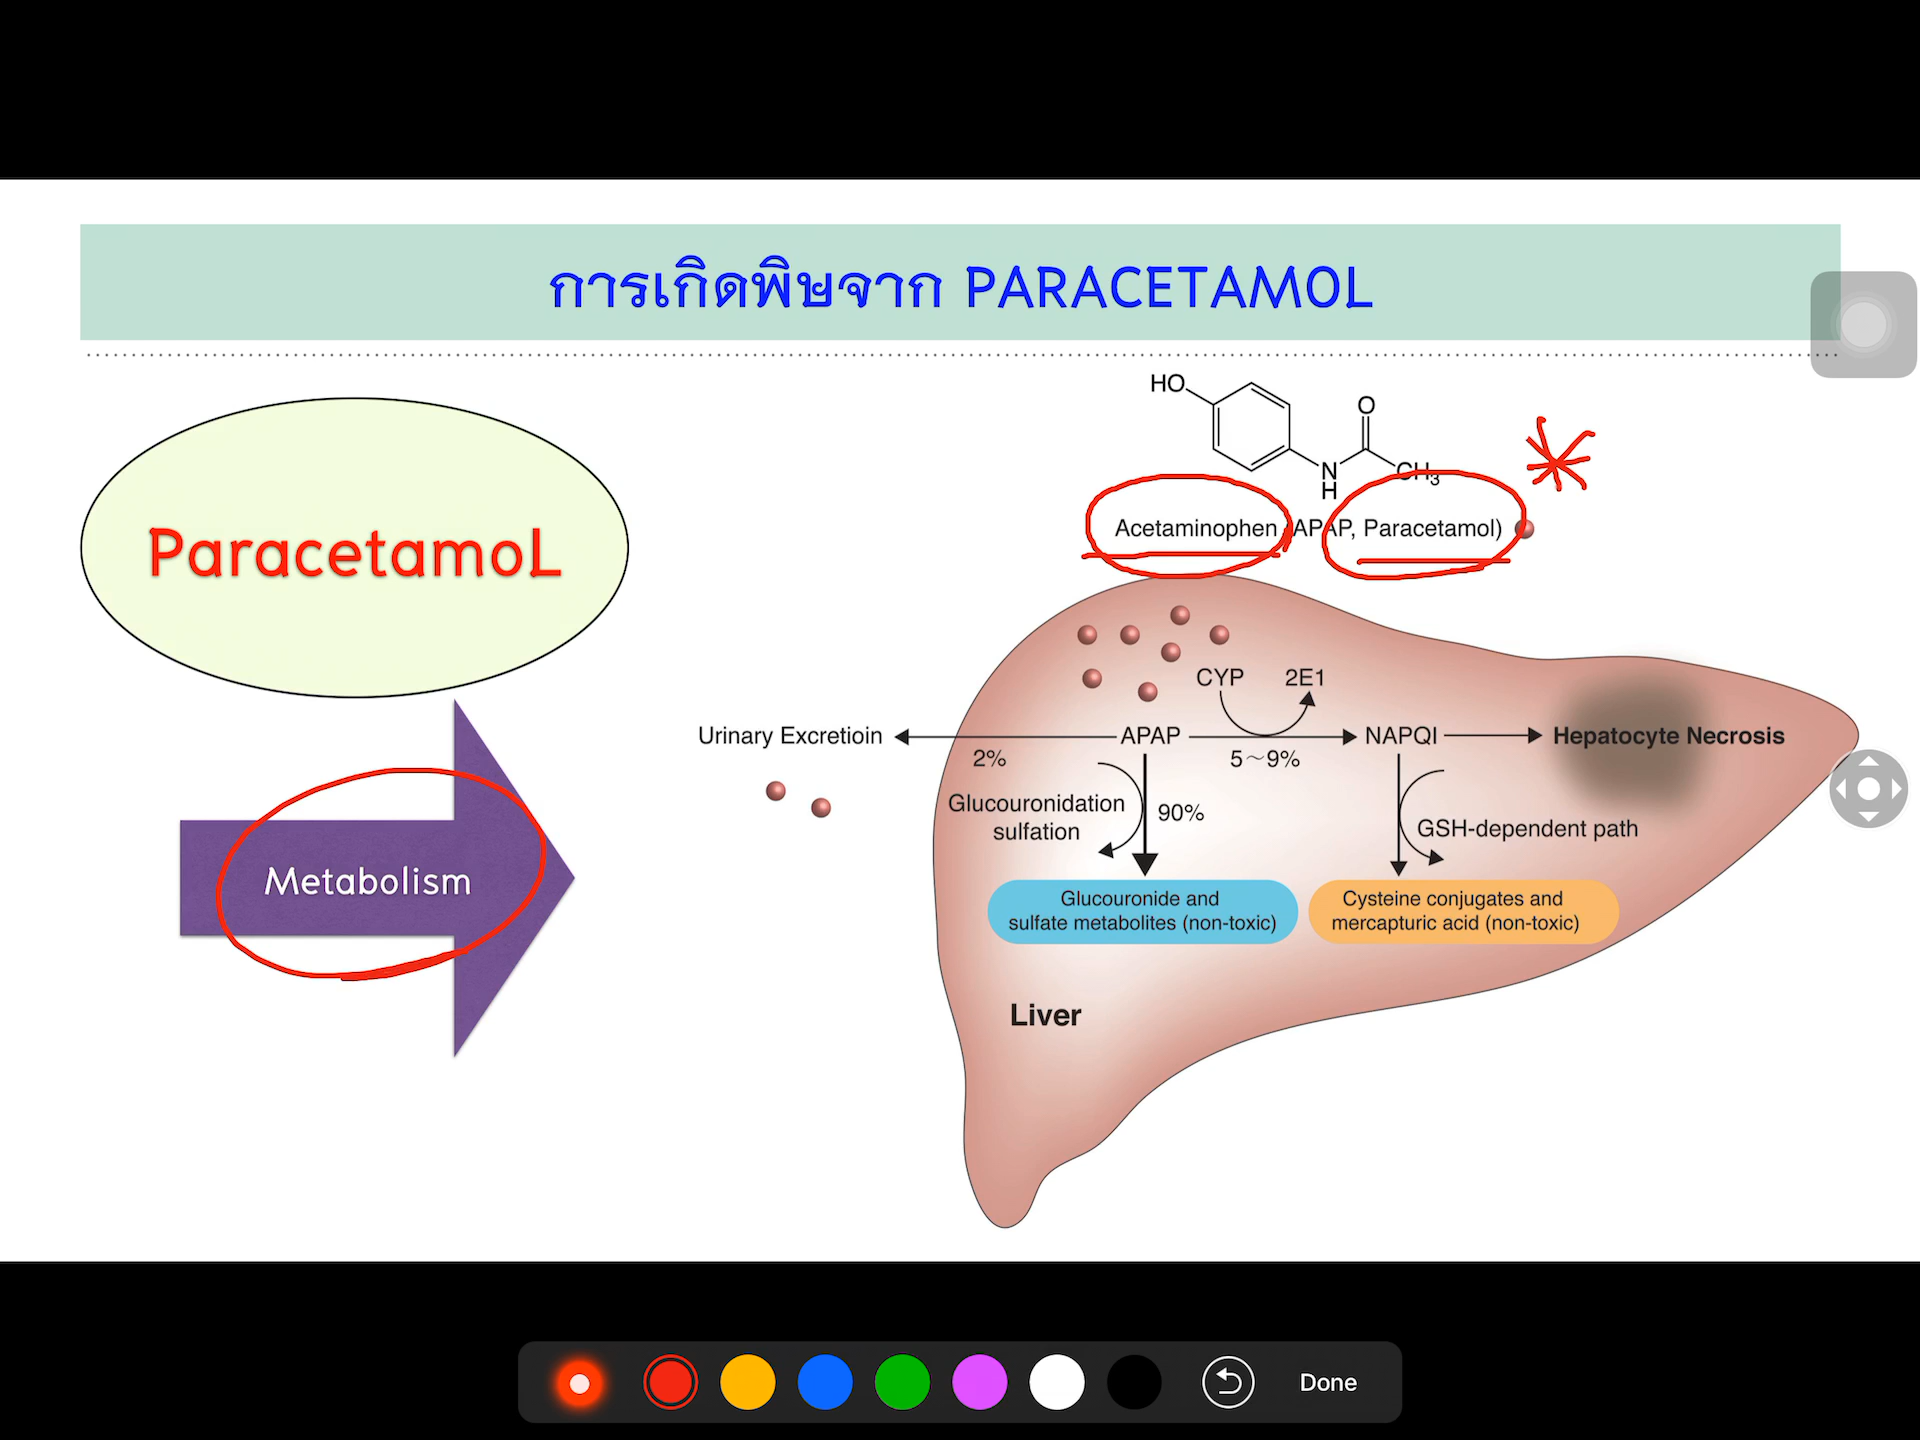 การเกิดพิษจาก PARACETAMOL
HO
O
N
H
CH3
Acetaminophen (APAP, Paracetamol)
ParacetamoL
CYP 2E1
Urinary Excretioin
APAP
NAPQI
Hepatocyte Necrosis
2%
5~9%
Glucouronidation
sulfation
90%
GSH-dependent path
Metabolism
Glucouronide and
sulfate metabolites (non-toxic)
Cysteine conjugates and
mercapturic acid (non-toxic)
Liver
Done